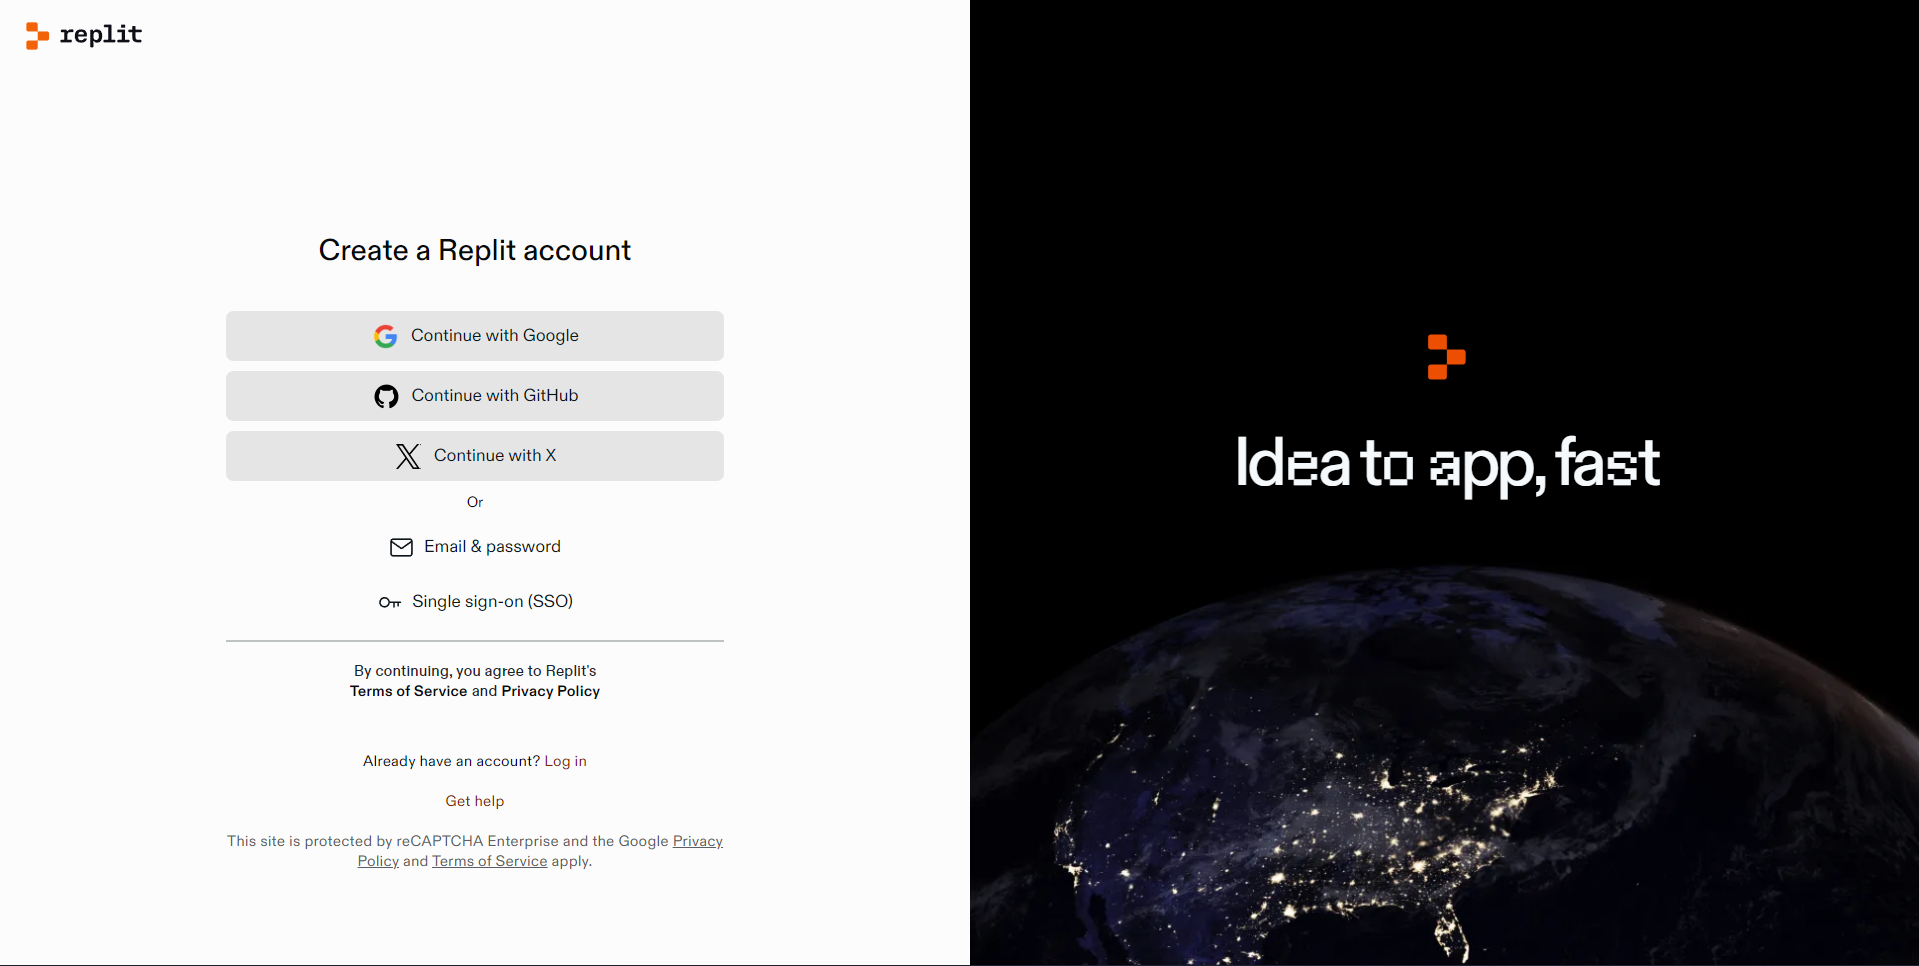 replit
Create a Replit account
Continue with Google
Continue with GitHub
Continue with X
Or
Email & password
Single sign-on (SSO)
By continuing, you agree to Replit's
Terms of Service and Privacy Policy
Already have an account? Log in
Get help
This site is protected by reCAPTCHA Enterprise and the Google Privacy
Policy and Terms of Service apply.
Idea to app, fast